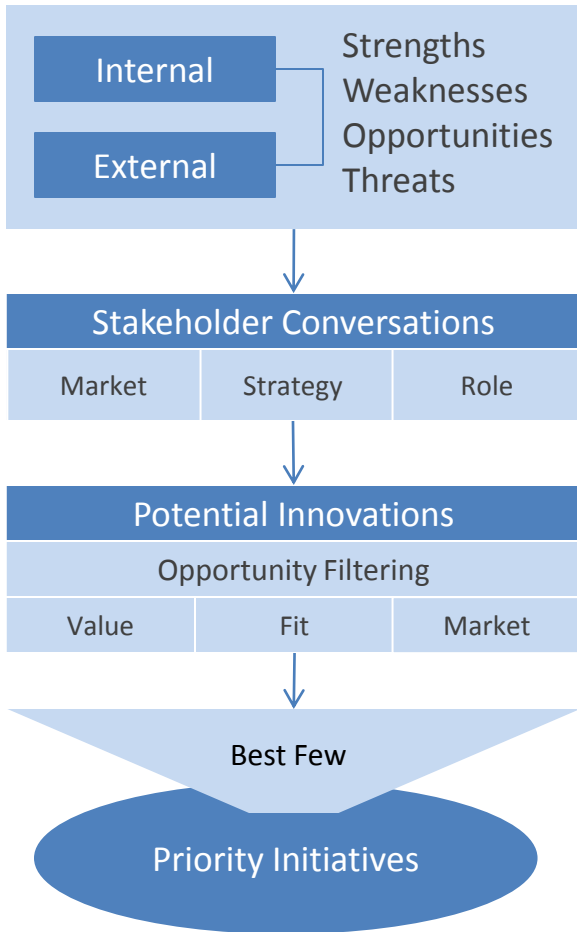 Internal
External
Strengths
Weaknesses
Opportunities
Threats
Stakeholder Conversations
Market
Strategy
Role
Potential Innovations
Opportunity Filtering
Value
Fit
Market
Best Few
Priority Initiatives